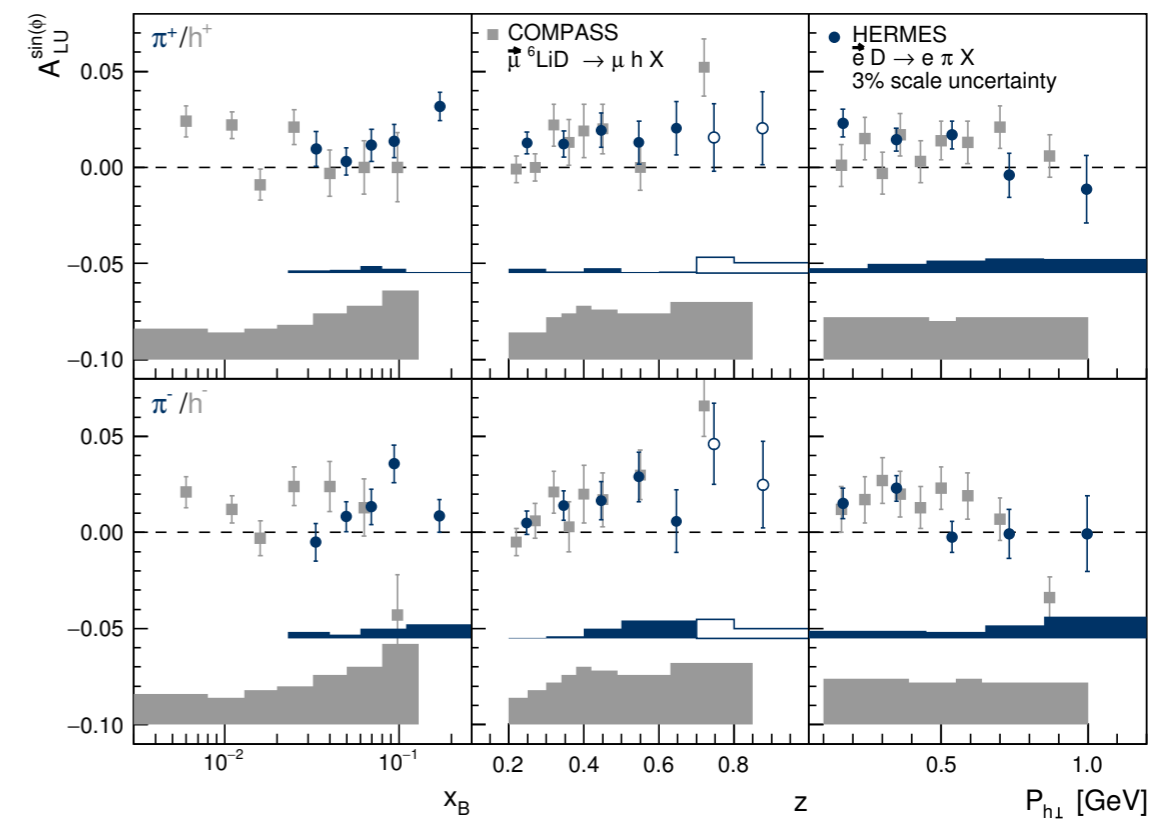 A_LU^sin(ϕ)
π⁺/h⁺
COMPASS
μ⃗ ⁶LiD → μ h X
HERMES
e⃗ D → e π X
3% scale uncertainty
0.05
0.00
−0.05
−0.10
π⁻/h⁻
0.05
0.00
−0.05
−0.10
10⁻² 10⁻¹ 0.2 0.4 0.6 0.8 0.5 1.0
x_B z P_h⊥ [GeV]